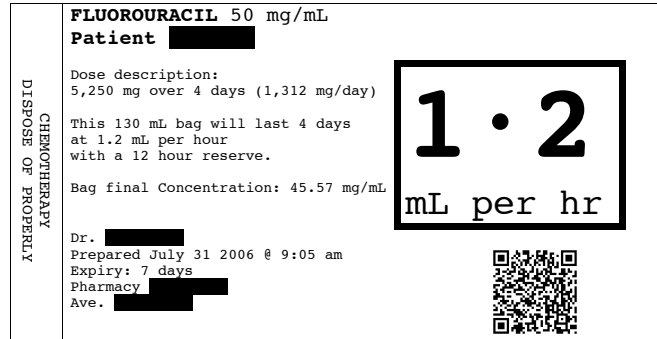 FLUOROURACIL 50 mg/mL
Patient
Dose description:
5,250 mg over 4 days (1,312 mg/day)
This 130 mL bag will last 4 days
at 1.2 mL per hour
with a 12 hour reserve.
Bag final Concentration: 45.57 mg/mL
Dr.
Prepared July 31 2006 @ 9:05 am
Expiry: 7 days
Pharmacy
Ave.
1·2
mL per hr
CHEMOTHERAPY
DISPOSE OF PROPERLY